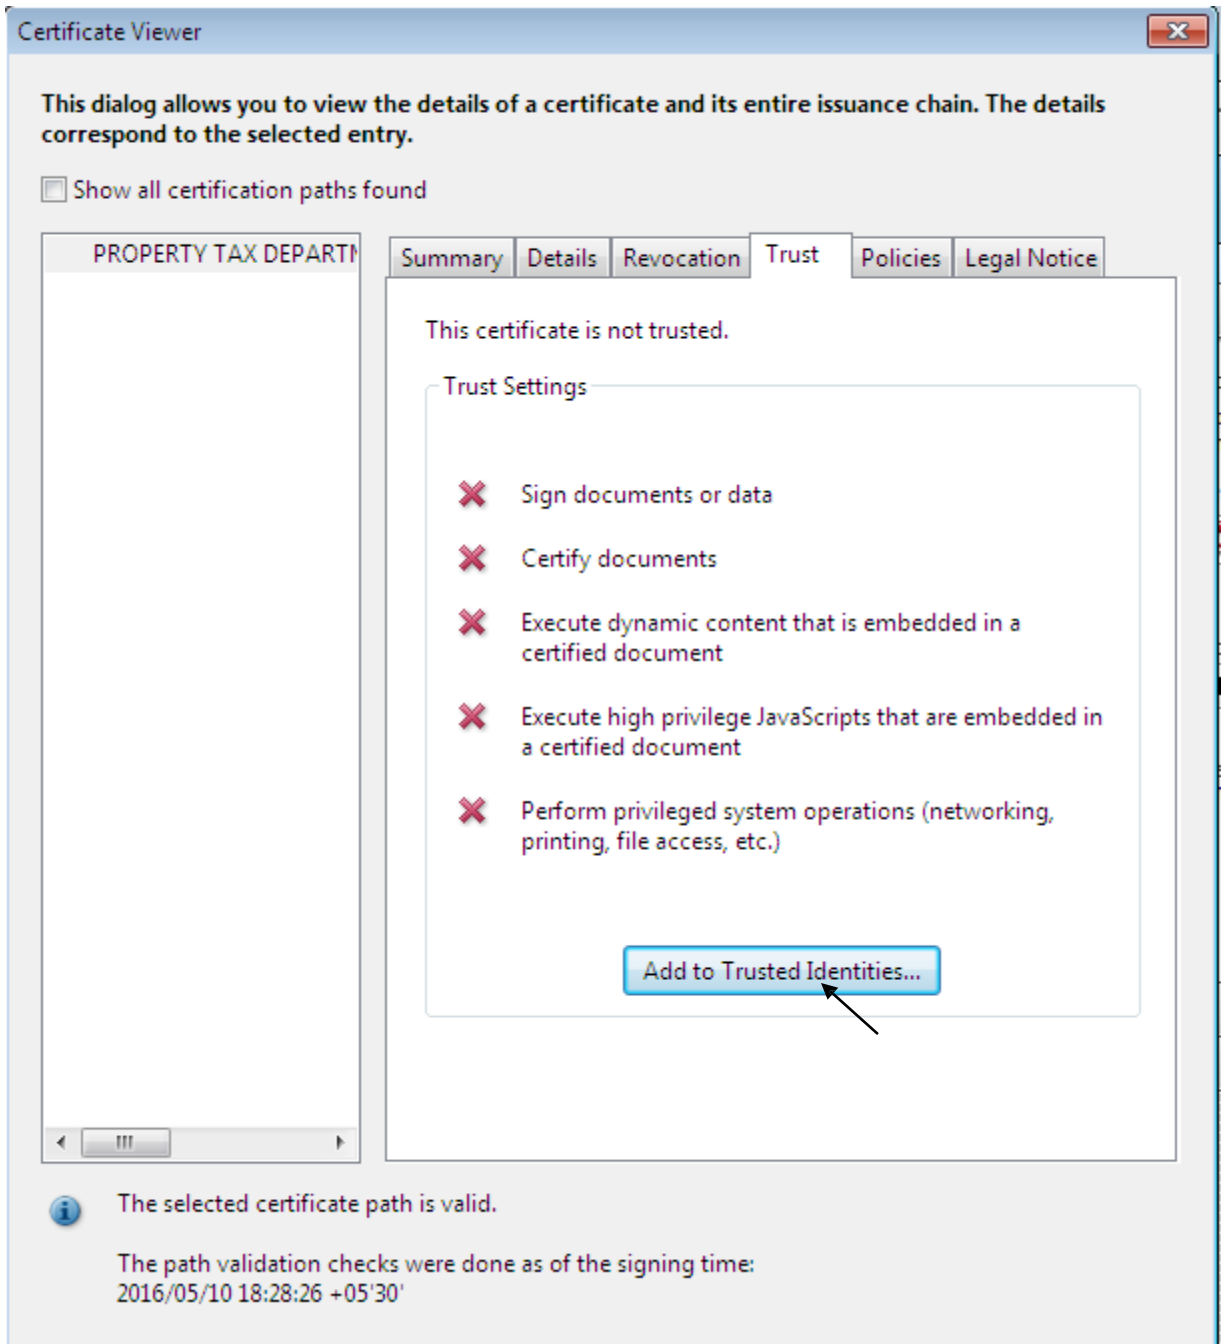 Certificate Viewer
This dialog allows you to view the details of a certificate and its entire issuance chain. The details
correspond to the selected entry.
Show all certification paths found
PROPERTY TAX
Summary Details Revocation Trust Policies Legal Notice
This certificate is not trusted.
Trust Settings
Sign documents or data
Certify documents
Execute dynamic content that is embedded in a
certified document
Execute high privilege JavaScripts that are embedded in
a certified document
Perform privileged system operations (networking,
printing, file access, etc.)
Add to Trusted Identities...
The selected certificate path is valid.
The path validation checks were done as of the signing time:
2016/05/10 18:28:26 +05'30'